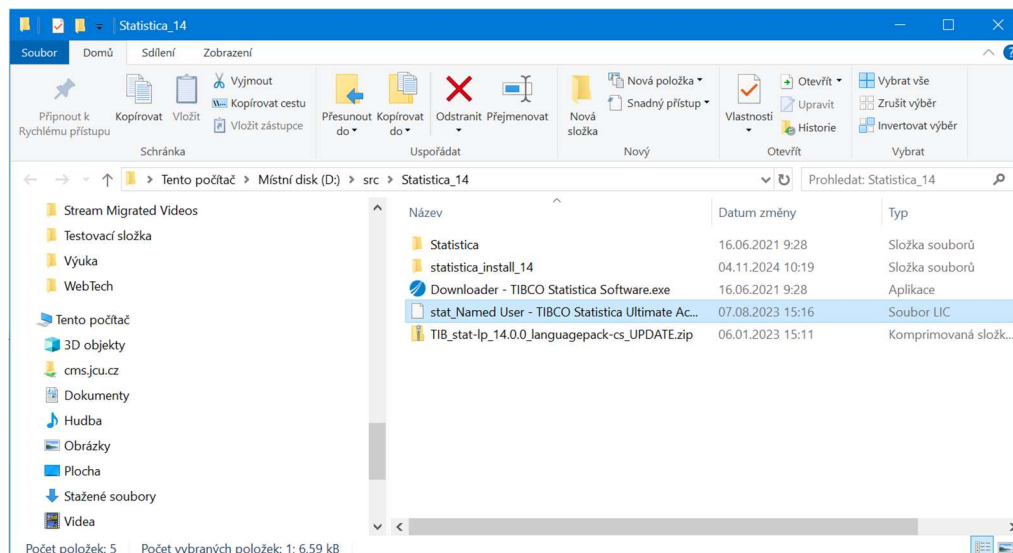 Statistica_14
Soubor Domů Sdílení Zobrazení
Připnout k Rychlému přístupu
Kopírovat
Vložit
Vyjmout
Kopírovat cestu
Vložit zástupce
Schránka
Přesunout do
Kopírovat do
Odstranit
Přejmenovat
Uspořádat
Nová složka
Nová položka
Snadný přístup
Nový
Vlastnosti
Otevřít
Upravit
Historie
Otevřít
Vybrat vše
Zrušit výběr
Invertovat výběr
Vybrat
Tento počítač > Místní disk (D:) > src > Statistica_14
Prohledat: Statistica_14
Stream Migrated Videos
Testovací složka
Výuka
WebTech
Tento počítač
3D objekty
cms.jcu.cz
Dokumenty
Hudba
Obrázky
Plocha
Stažené soubory
Videa
Název Datum změny Typ
Statistica 16.06.2021 9:28 Složka souborů
statistica_install_14 04.11.2024 10:19 Složka souborů
Downloader - TIBCO Statistica Software.exe 16.06.2021 9:28 Aplikace
stat_Named User - TIBCO Statistica Ultimate Ac... 07.08.2023 15:16 Soubor LIC
TIB_stat-lp_14.0.0_languagepack-cs_UPDATE.zip 06.01.2023 15:11 Komprimovaná složk...
Počet položek: 5 Počet vybraných položek: 1; 6,59 kB